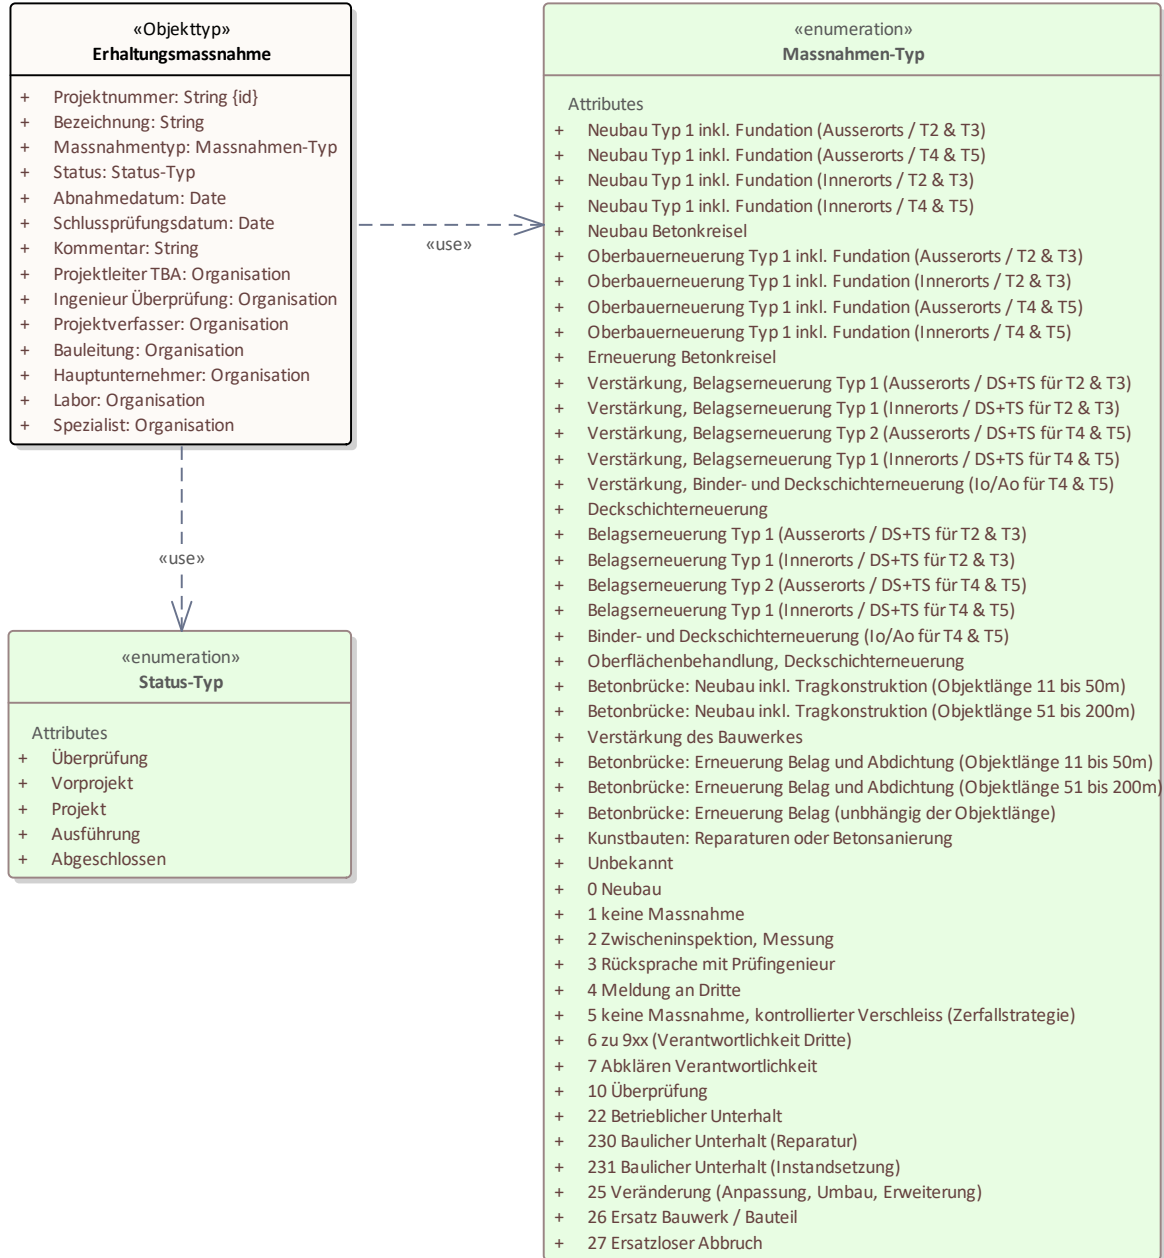 «Objekttyp»
Erhaltungsmassnahme
+ Projektnummer: String {id}
+ Bezeichnung: String
+ Massnahmentyp: Massnahmen-Typ
+ Status: Status-Typ
+ Abnahmedatum: Date
+ Schlussprüfungsdatum: Date
+ Kommentar: String
+ Projektleiter TBA: Organisation
+ Ingenieur Überprüfung: Organisation
+ Projektverfasser: Organisation
+ Bauleitung: Organisation
+ Hauptunternehmer: Organisation
+ Labor: Organisation
+ Spezialist: Organisation
«use»
«use»
«enumeration»
Status-Typ
Attributes
+ Überprüfung
+ Vorprojekt
+ Projekt
+ Ausführung
+ Abgeschlossen
«enumeration»
Massnahmen-Typ
Attributes
+ Neubau Typ 1 inkl. Fundation (Ausserorts / T2 & T3)
+ Neubau Typ 1 inkl. Fundation (Ausserorts / T4 & T5)
+ Neubau Typ 1 inkl. Fundation (Innerorts / T2 & T3)
+ Neubau Typ 1 inkl. Fundation (Innerorts / T4 & T5)
+ Neubau Betonkreisel
+ Oberbauerneuerung Typ 1 inkl. Fundation (Ausserorts / T2 & T3)
+ Oberbauerneuerung Typ 1 inkl. Fundation (Innerorts / T2 & T3)
+ Oberbauerneuerung Typ 1 inkl. Fundation (Ausserorts / T4 & T5)
+ Oberbauerneuerung Typ 1 inkl. Fundation (Innerorts / T4 & T5)
+ Erneuerung Betonkreisel
+ Verstärkung, Belagserneuerung Typ 1 (Ausserorts / DS+TS für T2 & T3)
+ Verstärkung, Belagserneuerung Typ 1 (Innerorts / DS+TS für T2 & T3)
+ Verstärkung, Belagserneuerung Typ 2 (Ausserorts / DS+TS für T4 & T5)
+ Verstärkung, Belagserneuerung Typ 1 (Innerorts / DS+TS für T4 & T5)
+ Verstärkung, Binder- und Deckschichterneuerung (Io/Ao für T4 & T5)
+ Deckschichterneuerung
+ Belagserneuerung Typ 1 (Ausserorts / DS+TS für T2 & T3)
+ Belagserneuerung Typ 1 (Innerorts / DS+TS für T2 & T3)
+ Belagserneuerung Typ 2 (Ausserorts / DS+TS für T4 & T5)
+ Belagserneuerung Typ 1 (Innerorts / DS+TS für T4 & T5)
+ Binder- und Deckschichterneuerung (Io/Ao für T4 & T5)
+ Oberflächenbehandlung, Deckschichterneuerung
+ Betonbrücke: Neubau inkl. Tragkonstruktion (Objektlänge 11 bis 50m)
+ Betonbrücke: Neubau inkl. Tragkonstruktion (Objektlänge 51 bis 200m)
+ Verstärkung des Bauwerkes
+ Betonbrücke: Erneuerung Belag und Abdichtung (Objektlänge 11 bis 50m)
+ Betonbrücke: Erneuerung Belag und Abdichtung (Objektlänge 51 bis 200m)
+ Betonbrücke: Erneuerung Belag (unbhängig der Objektlänge)
+ Kunstbauten: Reparaturen oder Betonsanierung
+ Unbekannt
+ 0 Neubau
+ 1 keine Massnahme
+ 2 Zwischeninspektion, Messung
+ 3 Rücksprache mit Prüfingenieur
+ 4 Meldung an Dritte
+ 5 keine Massnahme, kontrollierter Verschleiss (Zerfallstrategie)
+ 6 zu 9xx (Verantwortlichkeit Dritte)
+ 7 Abklären Verantwortlichkeit
+ 10 Überprüfung
+ 22 Betrieblicher Unterhalt
+ 230 Baulicher Unterhalt (Reparatur)
+ 231 Baulicher Unterhalt (Instandsetzung)
+ 25 Veränderung (Anpassung, Umbau, Erweiterung)
+ 26 Ersatz Bauwerk / Bauteil
+ 27 Ersatzloser Abbruch